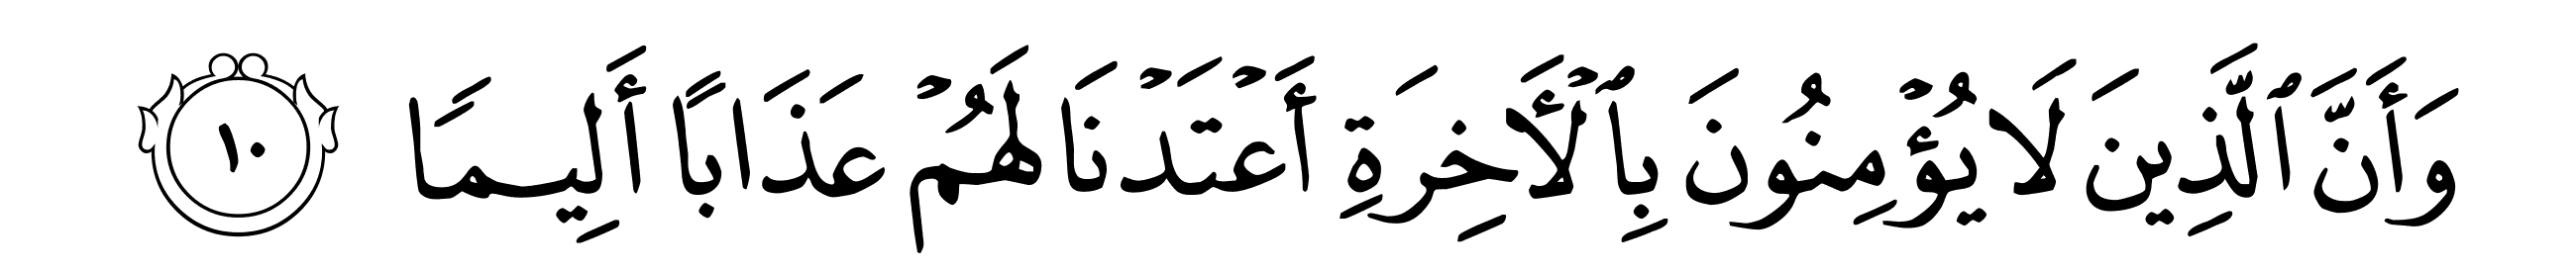 وَأَنَّ ٱلَّذِينَ لَا يُؤْمِنُونَ بِٱلْأَخِرَةِ أَعْتَدْنَا لَهُمْ عَذَابًا أَلِيمًا ١٠